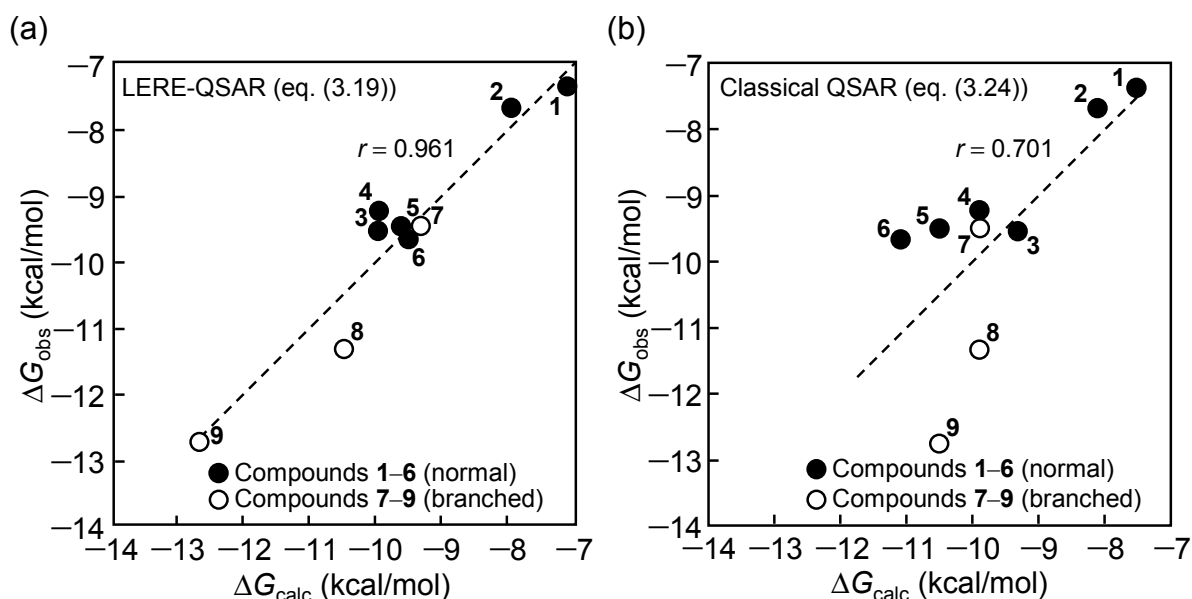 (a)
LERE-QSAR (eq. (3.19))
r = 0.961
1
2
3
4
5
6
7
8
9
Compounds 1–6 (normal)
Compounds 7–9 (branched)
−7
−8
−9
−10
−11
−12
−13
−14
ΔGobs (kcal/mol)
−14 −13 −12 −11 −10 −9 −8 −7
ΔGcalc (kcal/mol)
(b)
Classical QSAR (eq. (3.24))
r = 0.701
1
2
3
4
5
6
7
8
9
Compounds 1–6 (normal)
Compounds 7–9 (branched)
−7
−8
−9
−10
−11
−12
−13
−14
ΔGobs (kcal/mol)
−14 −13 −12 −11 −10 −9 −8 −7
ΔGcalc (kcal/mol)